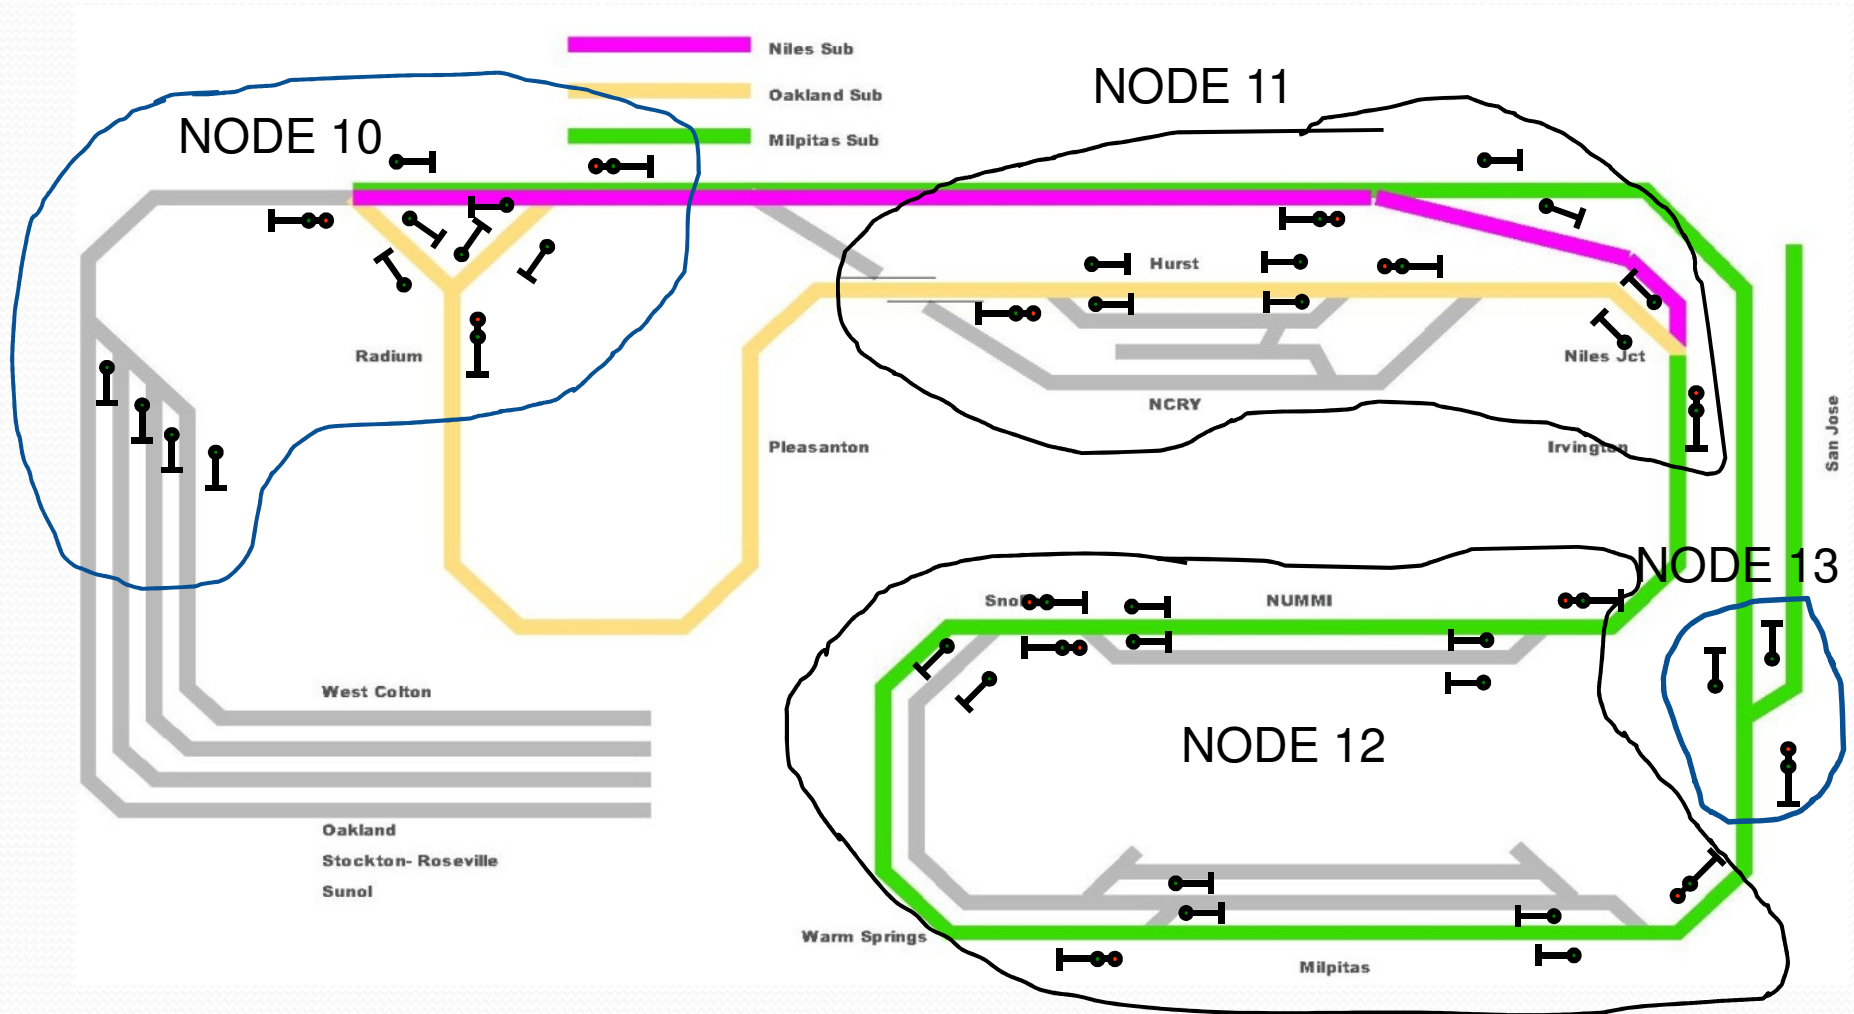 Niles Sub
NODE 11
Oakland Sub
NODE 10
Milpitas Sub
Hurst
Radium
Niles Jct
NCRY
Pleasanton
Irvington
San Jose
NODE 13
NUMMI
West Colton
NODE 12
Oakland
Stockton- Roseville
Sunol
Warm Springs
Milpitas